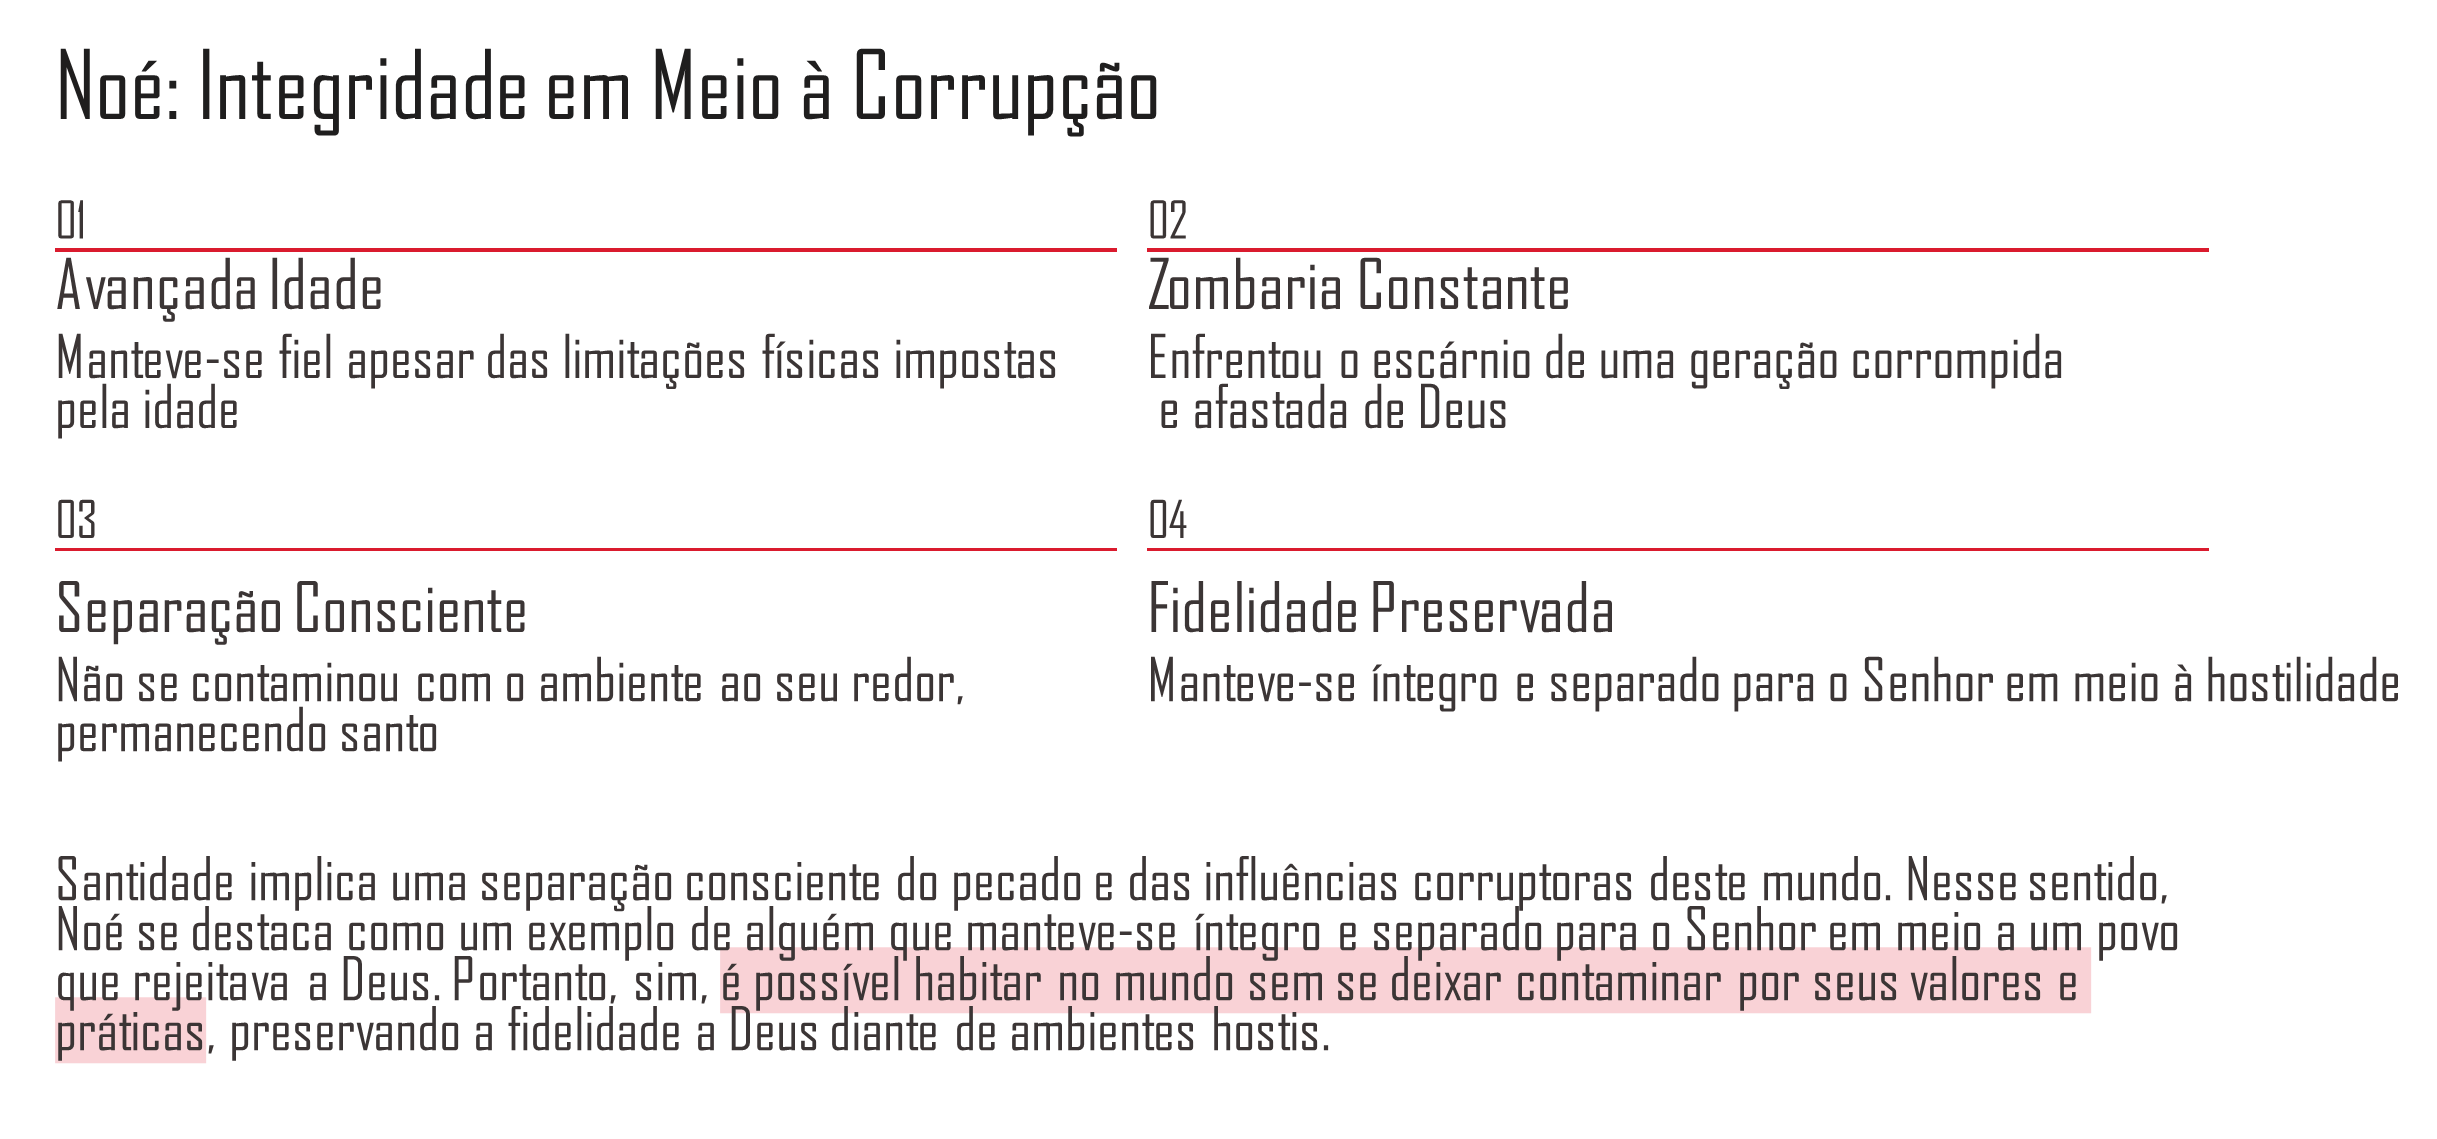 Noé: Integridade em Meio à Corrupção
01
Avançada Idade
Manteve-se fiel apesar das limitações físicas impostas
pela idade
02
Zombaria Constante
Enfrentou o escárnio de uma geração corrompida
e afastada de Deus
03
Separação Consciente
Não se contaminou com o ambiente ao seu redor,
permanecendo santo
04
Fidelidade Preservada
Manteve-se íntegro e separado para o Senhor em meio à hostilidade
Santidade implica uma separação consciente do pecado e das influências corruptoras deste mundo. Nesse sentido,
Noé se destaca como um exemplo de alguém que manteve-se íntegro e separado para o Senhor em meio a um povo
que rejeitava a Deus. Portanto, sim, é possível habitar no mundo sem se deixar contaminar por seus valores e
práticas, preservando a fidelidade a Deus diante de ambientes hostis.